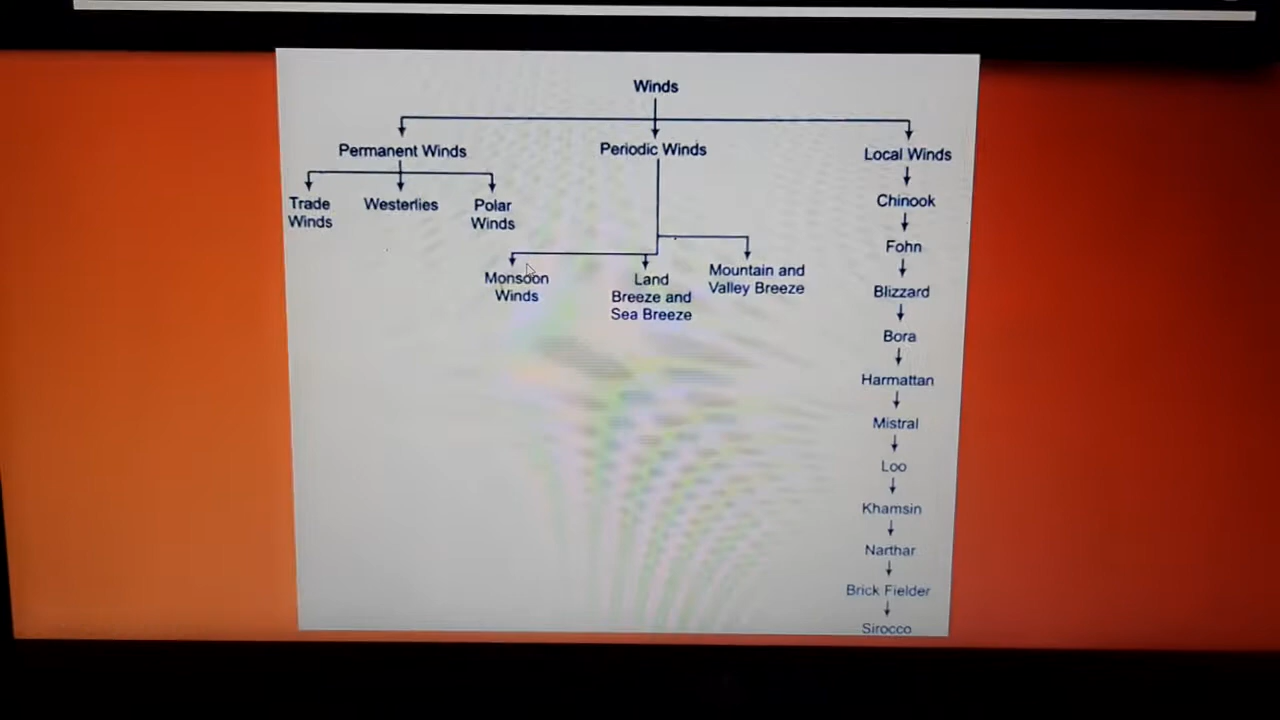 Winds
Permanent Winds
Periodic Winds
Local Winds
Trade
Winds
Westerlies
Polar
Winds
Monsoon
Winds
Land
Breeze and
Sea Breeze
Mountain and
Valley Breeze
Chinook
Fohn
Blizzard
Bora
Harmattan
Mistral
Loo
Khamsin
Narthar
Brick Fielder
Sirocco